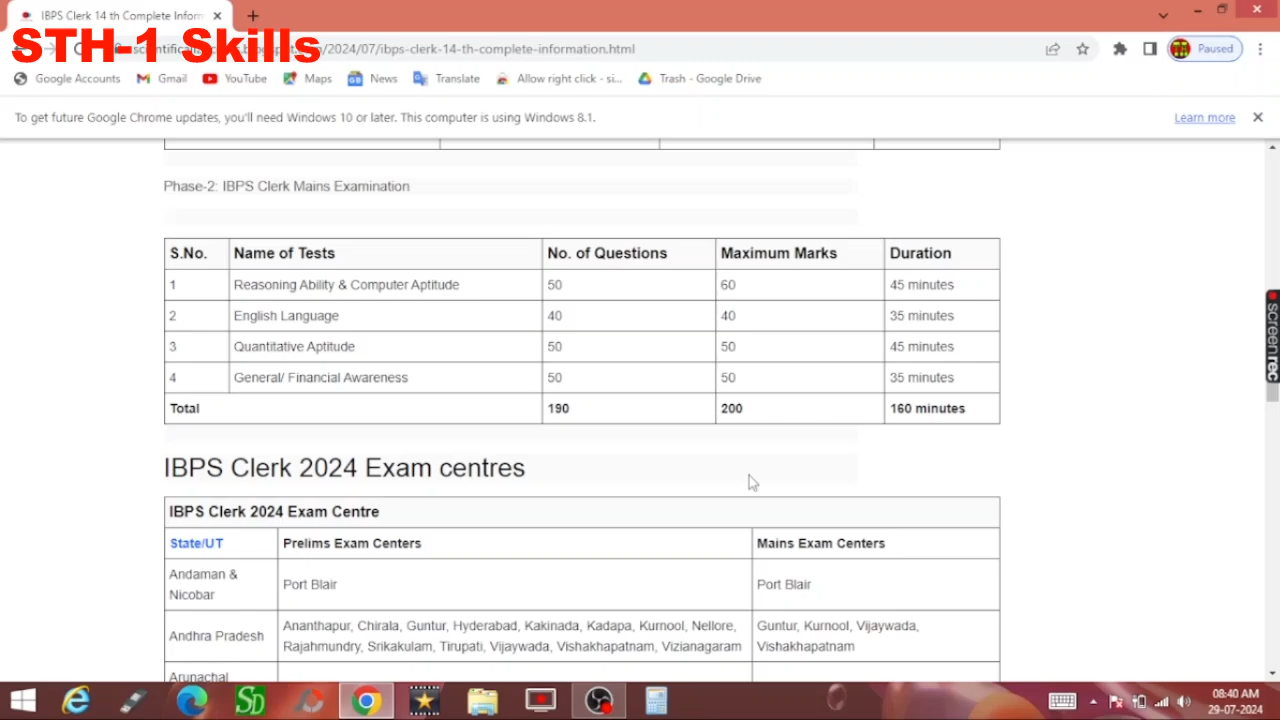 IBPS Clerk 14 th Complete Inform
STH-1 Skills
/2024/07/ibps-clerk-14-th-complete-information.html
Paused
Google Accounts Gmail YouTube Maps News Translate Allow right click - si... Trash - Google Drive
To get future Google Chrome updates, you'll need Windows 10 or later. This computer is using Windows 8.1. Learn more
Phase-2: IBPS Clerk Mains Examination
S.No. Name of Tests No. of Questions Maximum Marks Duration
1 Reasoning Ability & Computer Aptitude 50 60 45 minutes
2 English Language 40 40 35 minutes
3 Quantitative Aptitude 50 50 45 minutes
4 General/ Financial Awareness 50 50 35 minutes
Total 190 200 160 minutes
screenrec
IBPS Clerk 2024 Exam centres
IBPS Clerk 2024 Exam Centre
State/UT Prelims Exam Centers Mains Exam Centers
Andaman &
Nicobar Port Blair Port Blair
Andhra Pradesh Ananthapur, Chirala, Guntur, Hyderabad, Kakinada, Kadapa, Kurnool, Nellore, Guntur, Kurnool, Vijaywada,
Rajahmundry, Srikakulam, Tirupati, Vijaywada, Vishakhapatnam, Vizianagaram Vishakhapatnam
Arunachal
SD
08:40 AM
29-07-2024